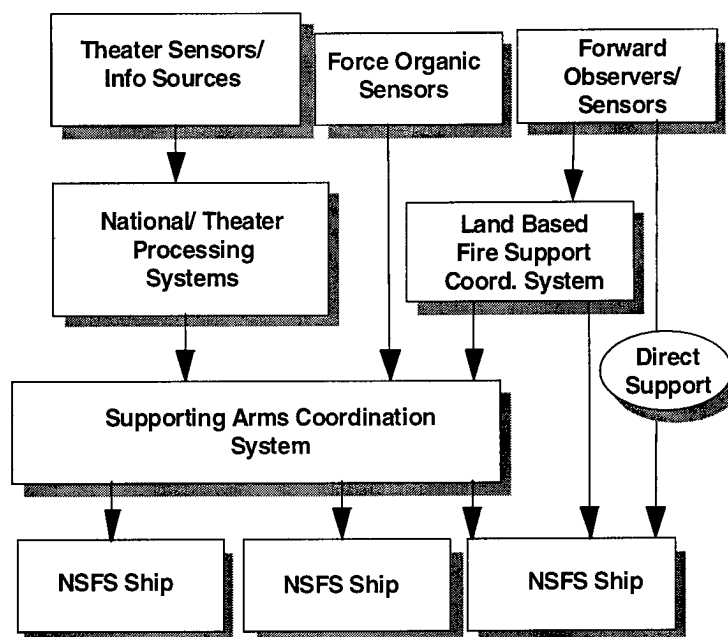 Theater Sensors/
Info Sources
Force Organic
Sensors
Forward
Observers/
Sensors
National/ Theater
Processing
Systems
Land Based
Fire Support
Coord. System
Direct
Support
Supporting Arms Coordination
System
NSFS Ship
NSFS Ship
NSFS Ship